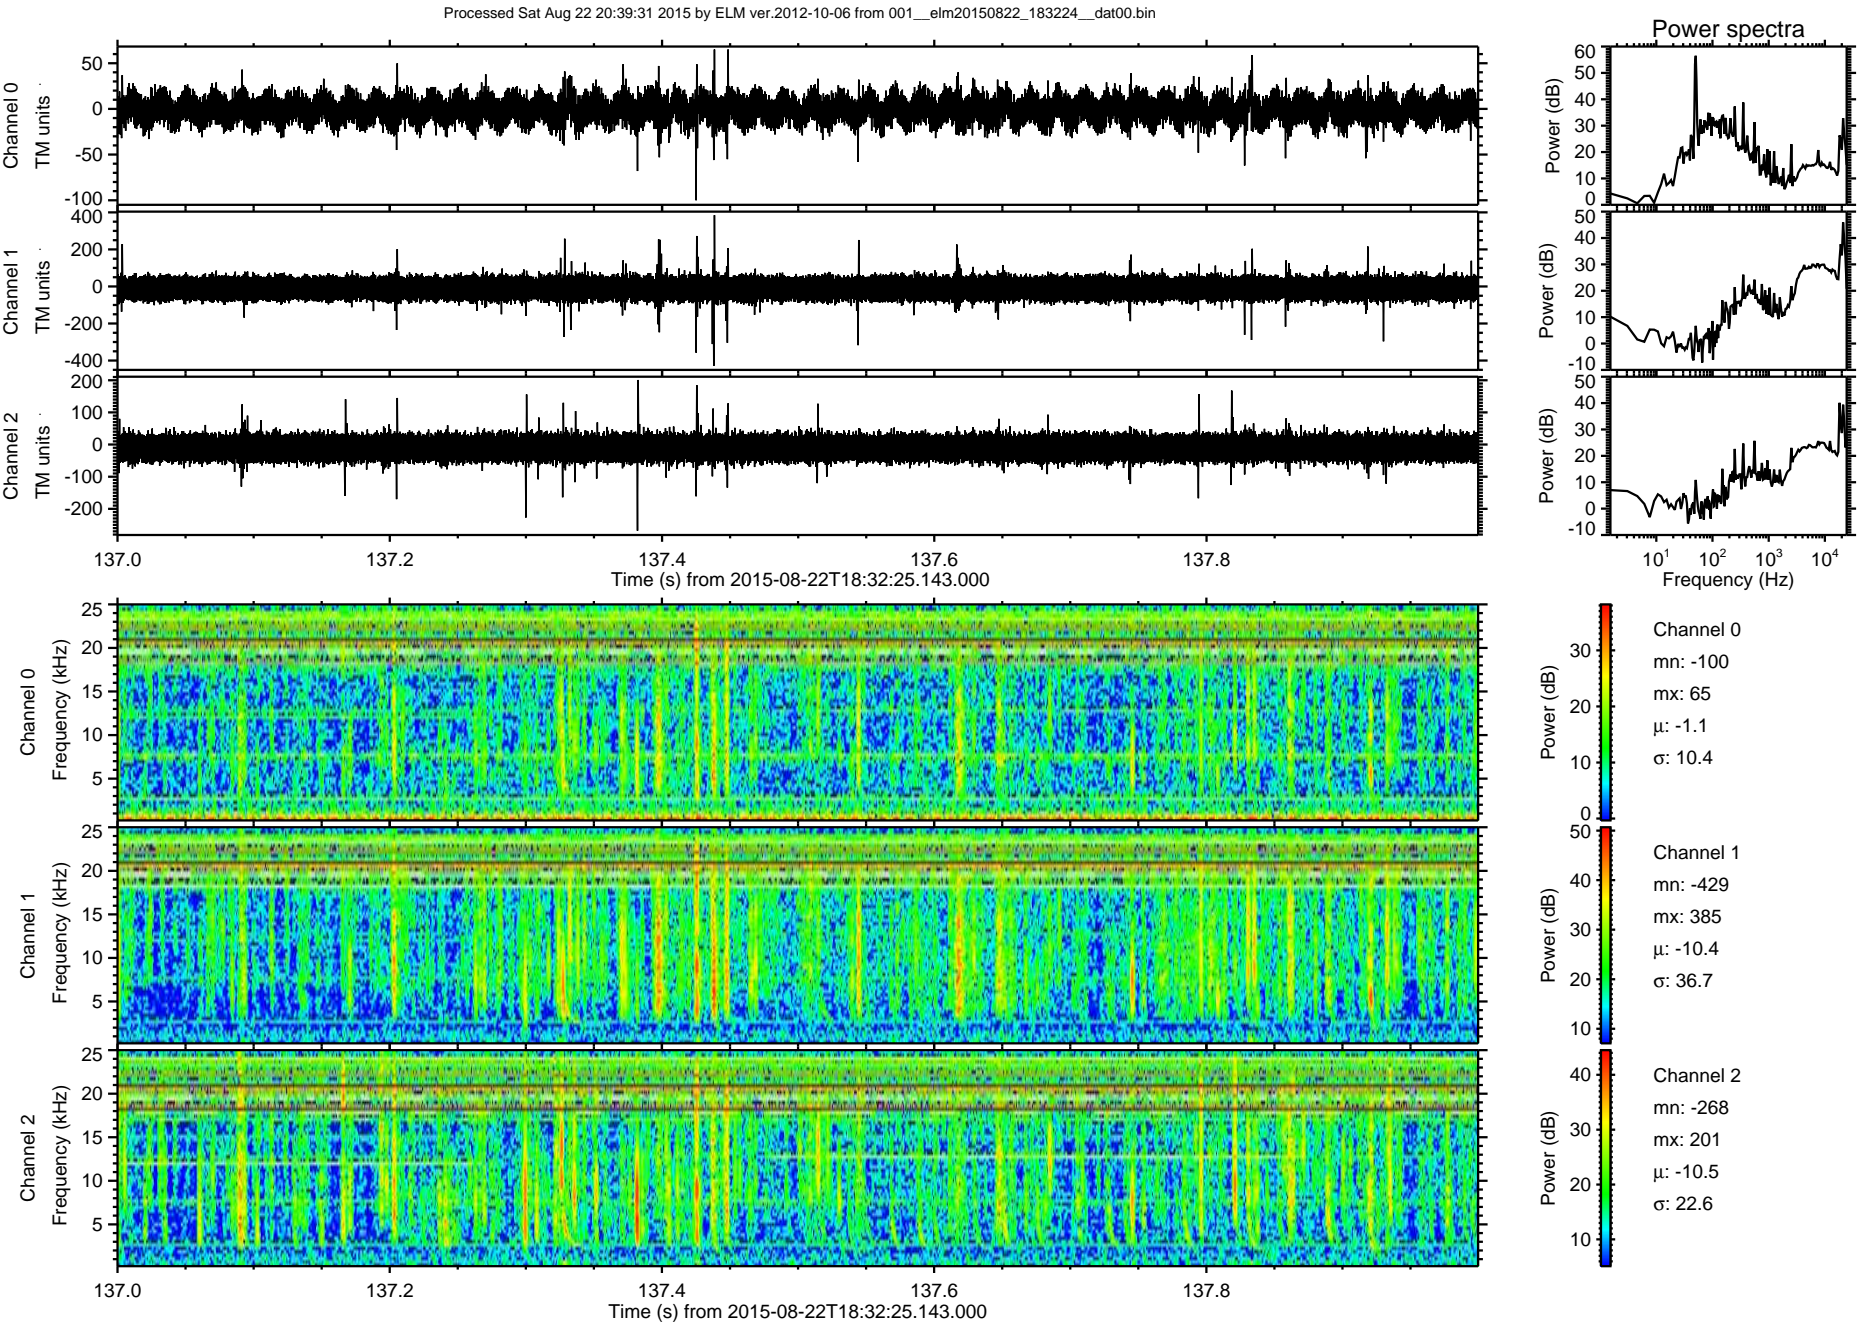 Processed Sat Aug 22 20:39:31 2015 by ELM ver.2012-10-06 from 001__elm20150822_183224__dat00.bin
Power spectra
Channel 0
TM units
50
0
-50
-100
Power (dB)
60
50
40
30
20
10
0
Channel 1
TM units
400
200
0
-200
-400
Power (dB)
50
40
30
20
10
0
-10
Channel 2
TM units
200
100
0
-100
-200
Power (dB)
50
40
30
20
10
0
-10
137.0 137.2 137.4 137.6 137.8
Time (s) from 2015-08-22T18:32:25.143.000
10¹ 10² 10³ 10⁴
Frequency (Hz)
Channel 0
Frequency (kHz)
25
20
15
10
5
Power (dB)
30
20
10
0
Channel 0
mn: -100
mx: 65
μ: -1.1
σ: 10.4
Channel 1
Frequency (kHz)
25
20
15
10
5
Power (dB)
50
40
30
20
10
Channel 1
mn: -429
mx: 385
μ: -10.4
σ: 36.7
Channel 2
Frequency (kHz)
25
20
15
10
5
Power (dB)
40
30
20
10
Channel 2
mn: -268
mx: 201
μ: -10.5
σ: 22.6
137.0 137.2 137.4 137.6 137.8
Time (s) from 2015-08-22T18:32:25.143.000